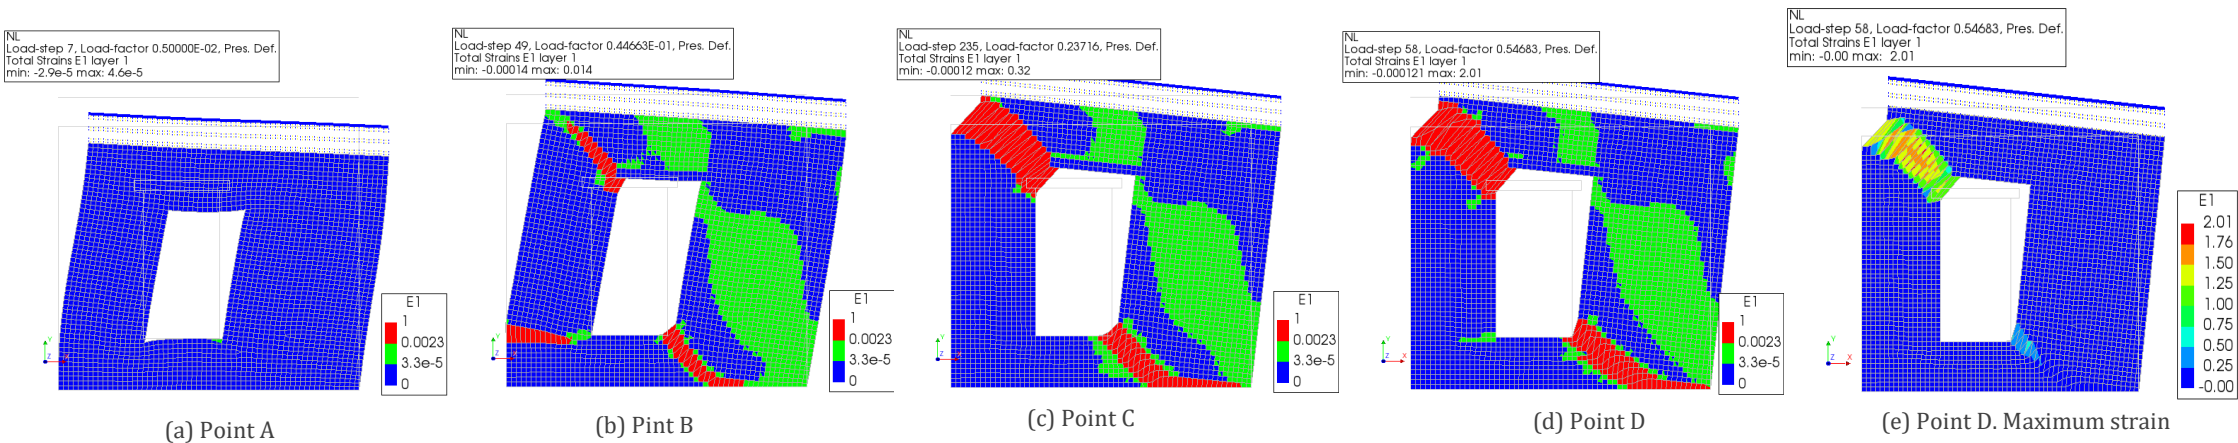 NL
Load-step 7, Load-factor 0.50000E-02, Pres. Def.
Total Strains E1 layer 1
min: -2.9e-5 max: 4.6e-5
E1
1
0.0023
3.3e-5
0
Y
Z
(a) Point A
NL
Load-step 49, Load-factor 0.44663E-01, Pres. Def.
Total Strains E1 layer 1
min: -0.00014 max: 0.014
E1
1
0.0023
3.3e-5
0
Y
Z
(b) Pint B
NL
Load-step 235, Load-factor 0.23716, Pres. Def.
Total Strains E1 layer 1
min: -0.00012 max: 0.32
E1
1
0.0023
3.3e-5
0
Y
Z
(c) Point C
NL
Load-step 58, Load-factor 0.54683, Pres. Def.
Total Strains E1 layer 1
min: -0.000121 max: 2.01
E1
1
0.0023
3.3e-5
0
Y
Z X
(d) Point D
NL
Load-step 58, Load-factor 0.54683, Pres. Def.
Total Strains E1 layer 1
min: -0.00 max: 2.01
E1
2.01
1.76
1.50
1.25
1.00
0.75
0.50
0.25
-0.00
Y
Z X
(e) Point D. Maximum strain